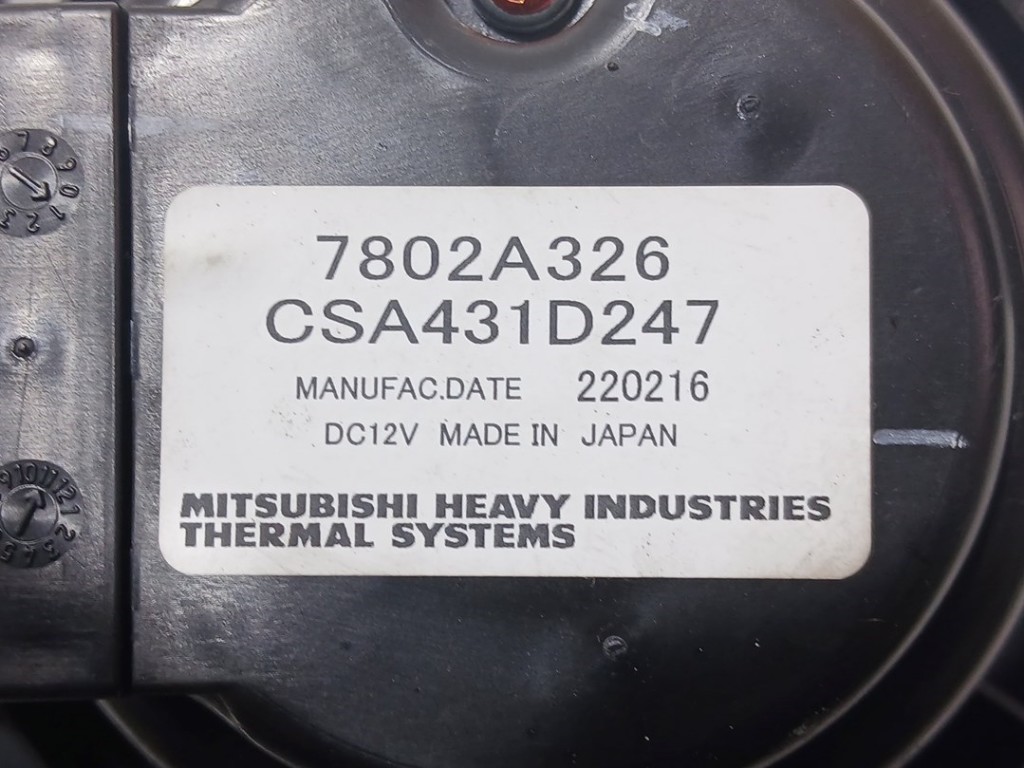 7802A326
CSA431D247
MANUFAC.DATE 220216
DC12V MADE IN JAPAN
MITSUBISHI HEAVY INDUSTRIES
THERMAL SYSTEMS